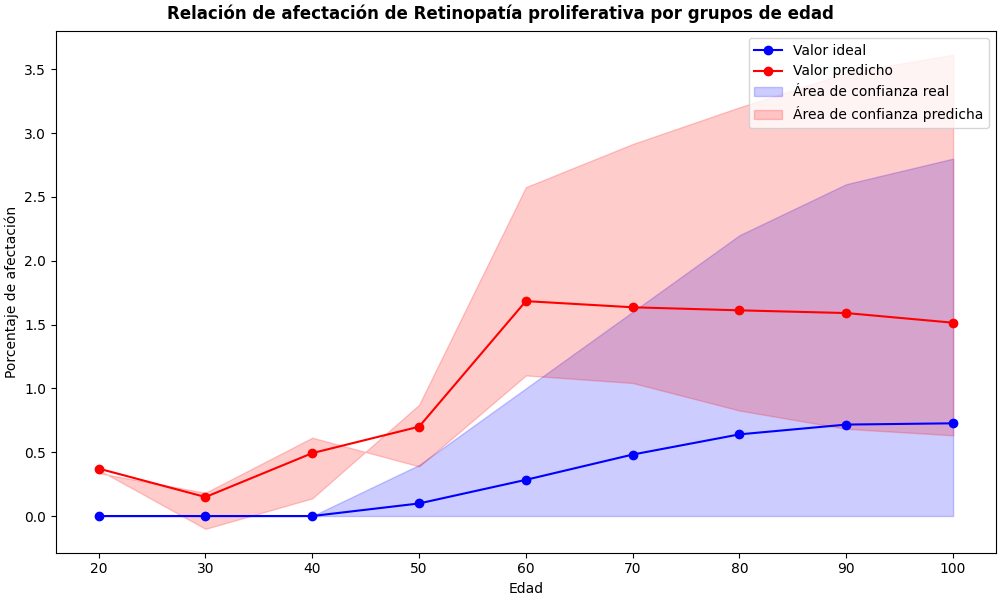 Relación de afectación de Retinopatía proliferativa por grupos de edad
Valor ideal
Valor predicho
Área de confianza real
Área de confianza predicha
Porcentaje de afectación
3.5
3.0
2.5
2.0
1.5
1.0
0.5
0.0
20 30 40 50 60 70 80 90 100
Edad